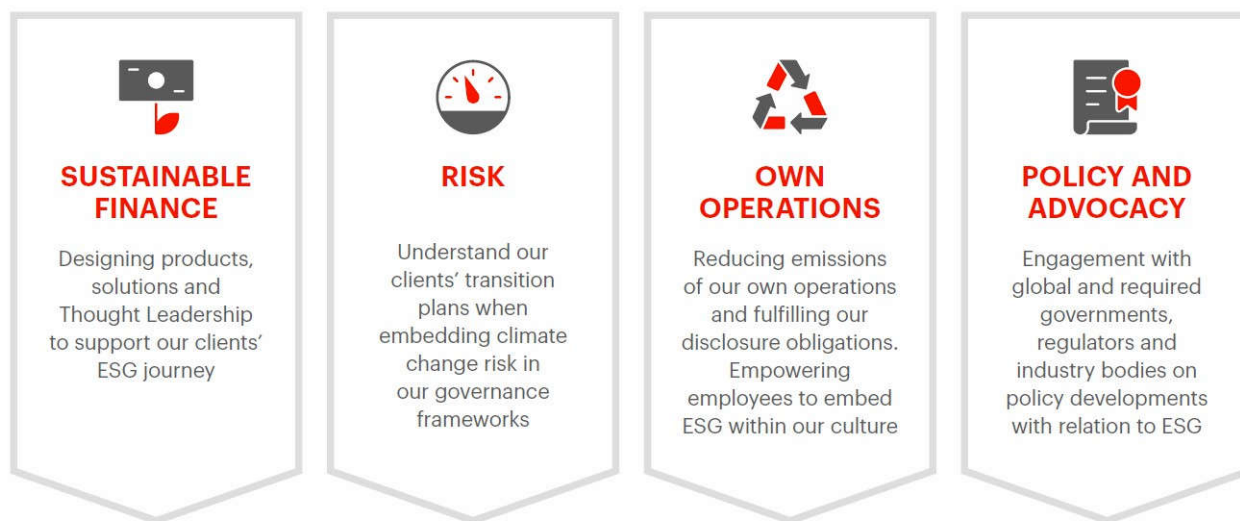 SUSTAINABLE
FINANCE
Designing products,
solutions and
Thought Leadership
to support our clients’
ESG journey
RISK
Understand our
clients’ transition
plans when
embedding climate
change risk in
our governance
frameworks
OWN
OPERATIONS
Reducing emissions
of our own operations
and fulfilling our
disclosure obligations.
Empowering
employees to embed
ESG within our culture
POLICY AND
ADVOCACY
Engagement with
global and required
governments,
regulators and
industry bodies on
policy developments
with relation to ESG